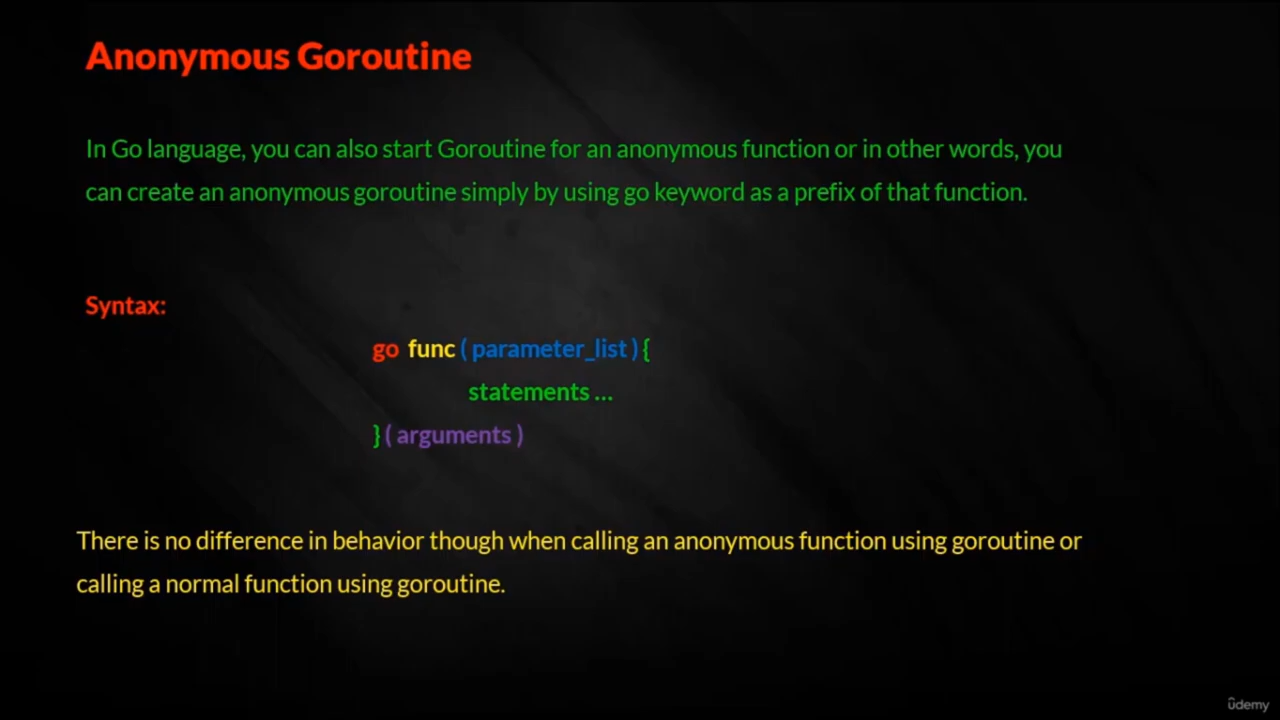 Anonymous Goroutine
In Go language, you can also start Goroutine for an anonymous function or in other words, you
can create an anonymous goroutine simply by using go keyword as a prefix of that function.
Syntax:
go func ( parameter_list ) {
statements ...
} ( arguments )
There is no difference in behavior though when calling an anonymous function using goroutine or
calling a normal function using goroutine.
ûdemy